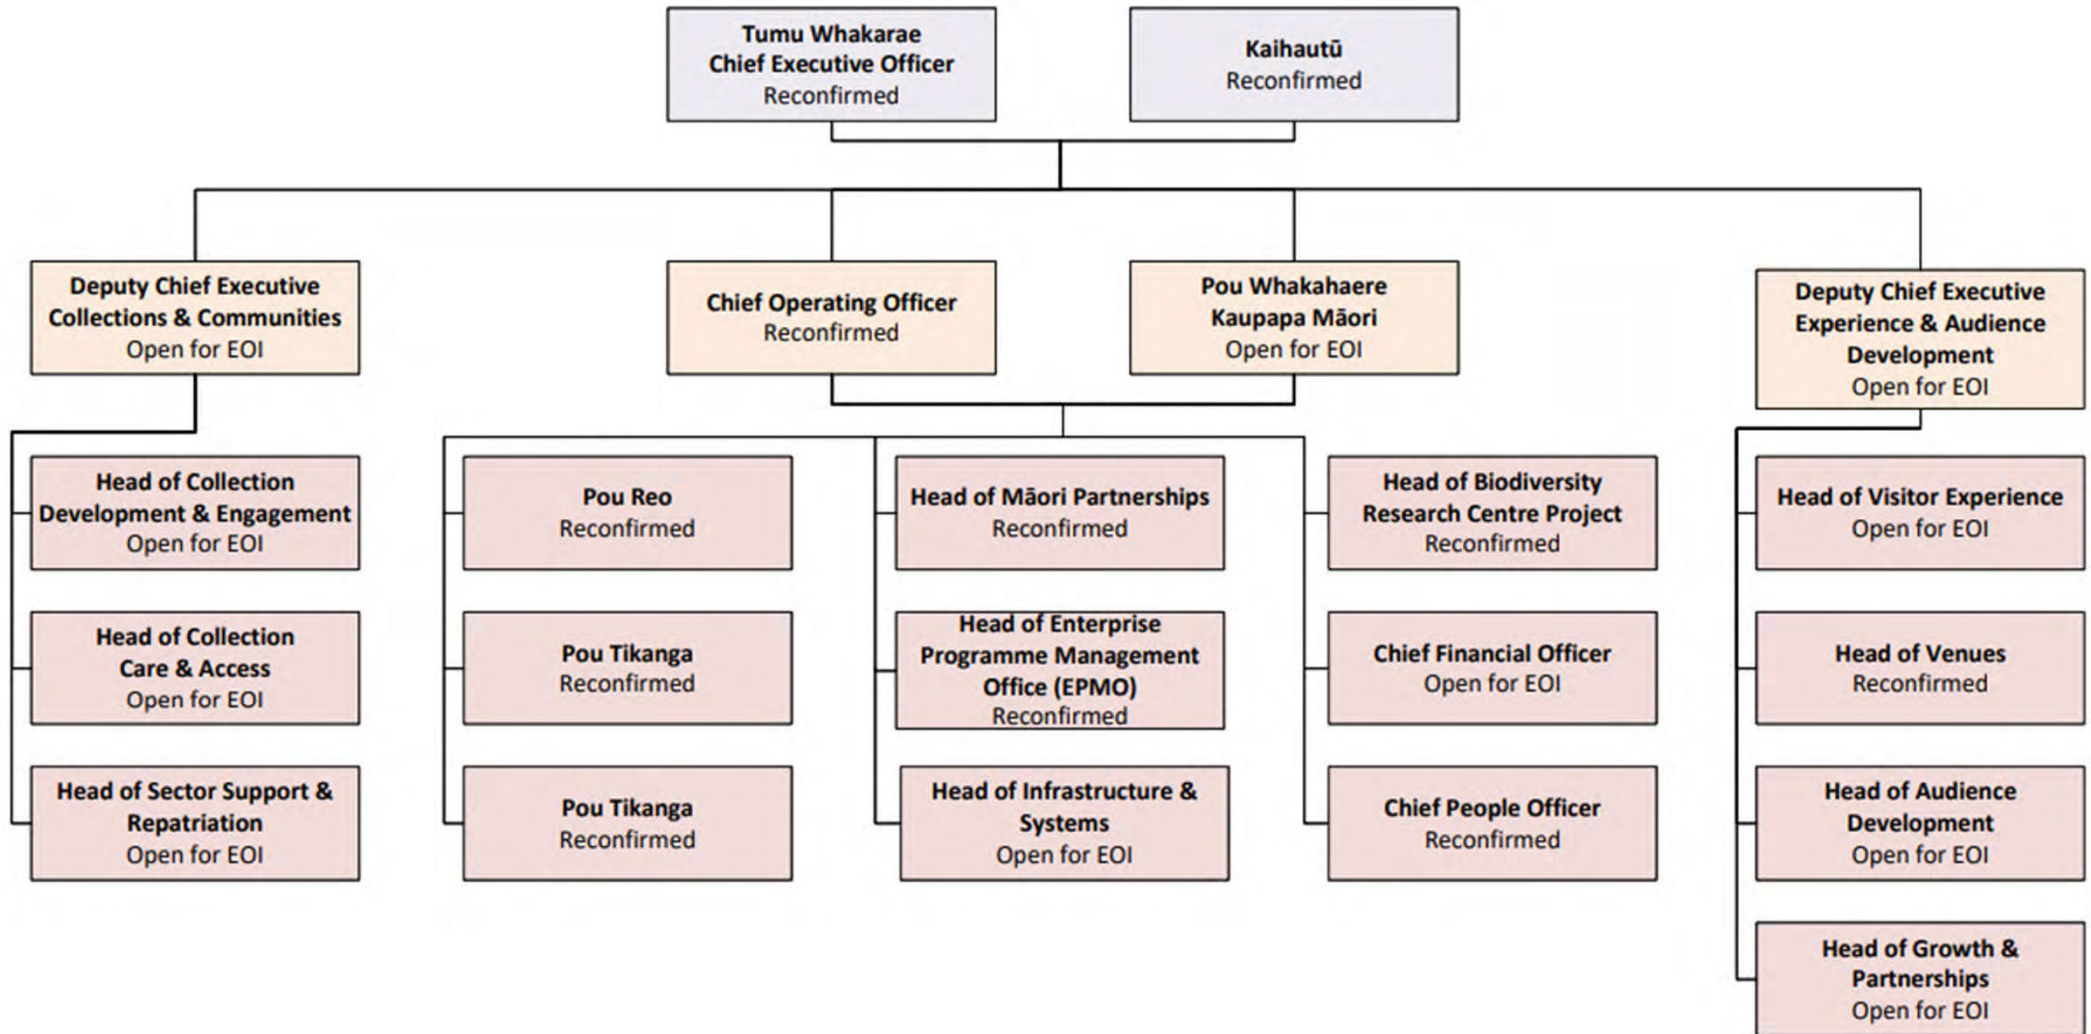 Tumu Whakarae
Chief Executive Officer
Reconfirmed
Kaihautū
Reconfirmed
Deputy Chief Executive
Collections & Communities
Open for EOI
Chief Operating Officer
Reconfirmed
Pou Whakahaere
Kaupapa Māori
Open for EOI
Deputy Chief Executive
Experience & Audience
Development
Open for EOI
Head of Collection
Development & Engagement
Open for EOI
Head of Collection
Care & Access
Open for EOI
Head of Sector Support &
Repatriation
Open for EOI
Pou Reo
Reconfirmed
Pou Tikanga
Reconfirmed
Pou Tikanga
Reconfirmed
Head of Māori Partnerships
Reconfirmed
Head of Enterprise
Programme Management
Office (EPMO)
Reconfirmed
Head of Infrastructure &
Systems
Open for EOI
Head of Biodiversity
Research Centre Project
Reconfirmed
Chief Financial Officer
Open for EOI
Chief People Officer
Reconfirmed
Head of Visitor Experience
Open for EOI
Head of Venues
Reconfirmed
Head of Audience
Development
Open for EOI
Head of Growth &
Partnerships
Open for EOI